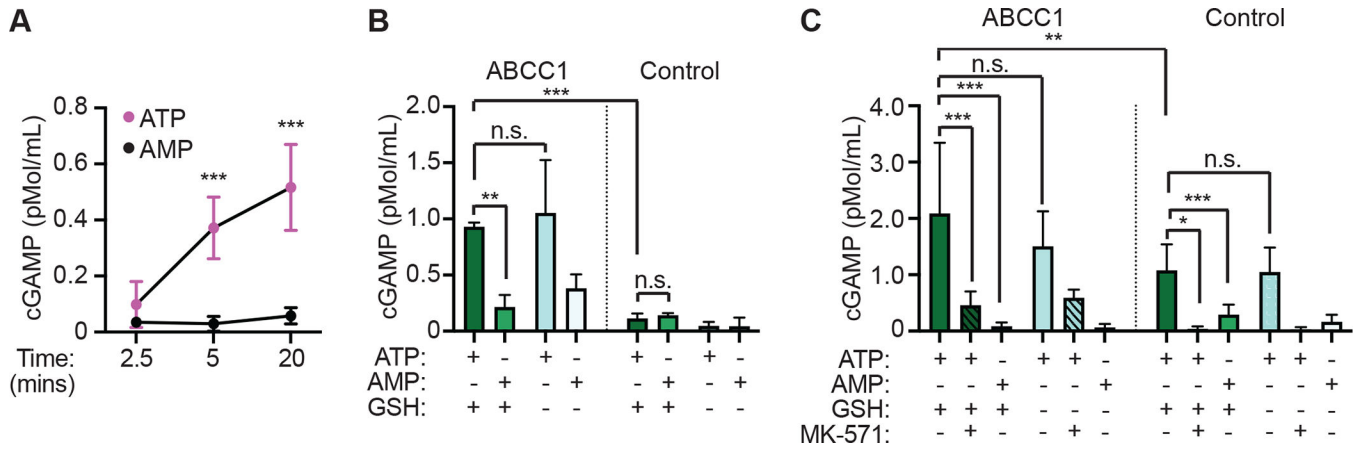 A
cGAMP (pMol/mL)
0.8
0.6
0.4
0.2
0
ATP
AMP
***
***
Time: 2.5 5 20
(mins)
B
ABCC1 Control
cGAMP (pMol/mL)
2.0
1.5
1.0
0.5
0
***
n.s.
**
n.s.
ATP: + - + - + - + -
AMP: - + - + - + - +
GSH: + + - - + + - -
C
ABCC1 Control
cGAMP (pMol/mL)
4.0
3.0
2.0
1.0
0
**
n.s.
***
***
n.s.
***
*
ATP: + + - + + - + + - + + -
AMP: - - + - - + - - + - - +
GSH: + + + - - - + + + - - -
MK-571: - + - - + - - + - - + -